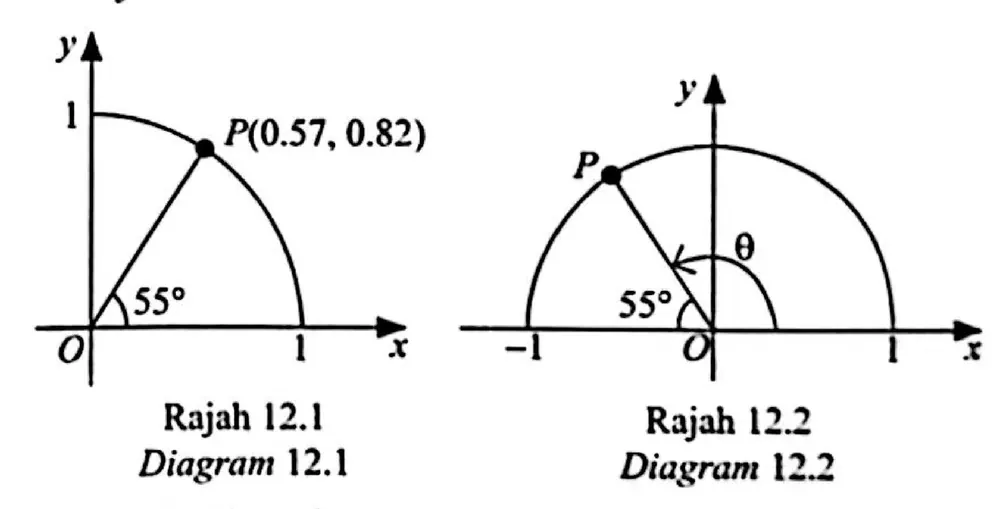 y
1
P(0.57, 0.82)
55°
O
1
x
Rajah 12.1
Diagram 12.1
y
P
θ
55°
-1
O
1
x
Rajah 12.2
Diagram 12.2